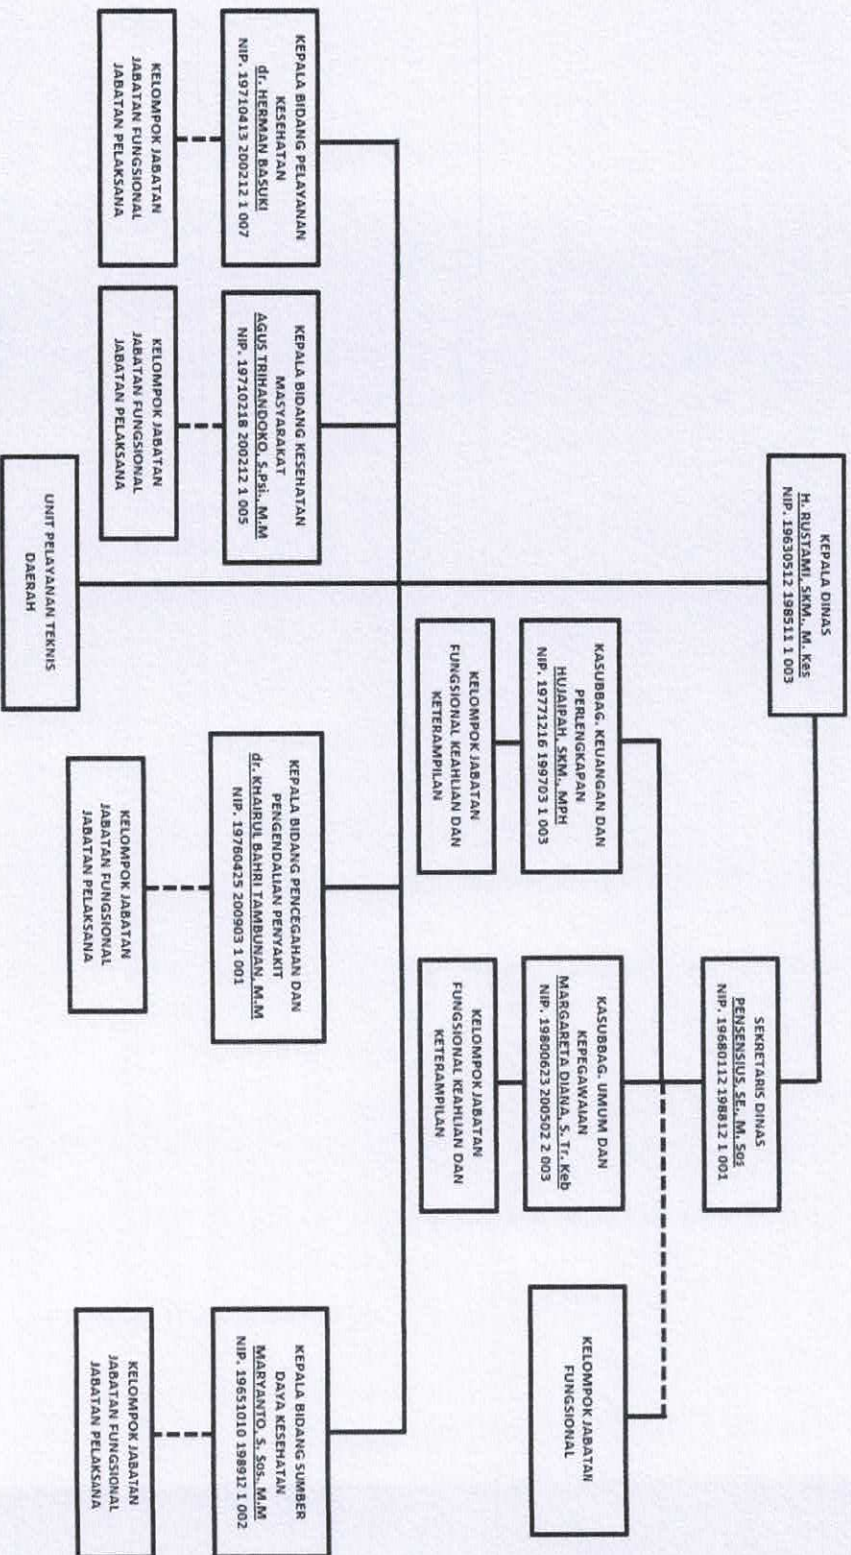 KEPALA DINAS
H. RUSTAMI, SKM., M. Kes
NIP. 19630512 198511 1 003
SEKRETARIS DINAS
PENSENSIUS, SE., M. Sos
NIP. 19680112 198812 1 001
KASUBBAG. KEUANGAN DAN
PERLENGKAPAN
HUJAIPAH, SKM., MPH
NIP. 19771216 199703 1 003
KASUBBAG. UMUM DAN
KEPEGAWAIAN
MARGARETA DIANA, S. Tr. Keb
NIP. 19800623 200502 2 003
KELOMPOK JABATAN
FUNGSIONAL
KELOMPOK JABATAN
FUNGSIONAL KEAHLIAN DAN
KETERAMPILAN
KELOMPOK JABATAN
FUNGSIONAL KEAHLIAN DAN
KETERAMPILAN
KEPALA BIDANG PELAYANAN
KESEHATAN
dr. HERMAN BASUKI
NIP. 19710413 200212 1 007
KEPALA BIDANG KESEHATAN
MASYARAKAT
AGUS TRIHANDOKO, S.Psi., M.M
NIP. 19710218 200212 1 005
KEPALA BIDANG PENCEGAHAN DAN
PENGENDALIAN PENYAKIT
dr. KHAIRUL BAHRI TAMBUNAN, M.M
NIP. 19780425 200903 1 001
KEPALA BIDANG SUMBER
DAYA KESEHATAN
MARYANTO, S. Sos, M.M
NIP. 19651010 198912 1 002
KELOMPOK JABATAN
JABATAN FUNGSIONAL
JABATAN PELAKSANA
KELOMPOK JABATAN
JABATAN FUNGSIONAL
JABATAN PELAKSANA
KELOMPOK JABATAN
JABATAN FUNGSIONAL
JABATAN PELAKSANA
KELOMPOK JABATAN
JABATAN FUNGSIONAL
JABATAN PELAKSANA
UNIT PELAYANAN TEKNIS
DAERAH